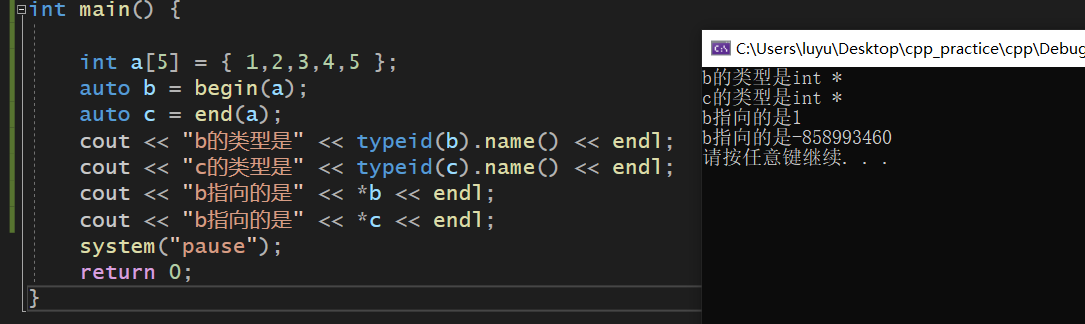 int main() {
int a[5] = { 1,2,3,4,5 };
auto b = begin(a);
auto c = end(a);
cout << "b的类型是" << typeid(b).name() << endl;
cout << "c的类型是" << typeid(c).name() << endl;
cout << "b指向的是" << *b << endl;
cout << "b指向的是" << *c << endl;
system("pause");
return 0;
}
C:\Users\luyu\Desktop\cpp_practice\cpp\Debug
b的类型是int *
c的类型是int *
b指向的是1
b指向的是-858993460
请按任意键继续. . .